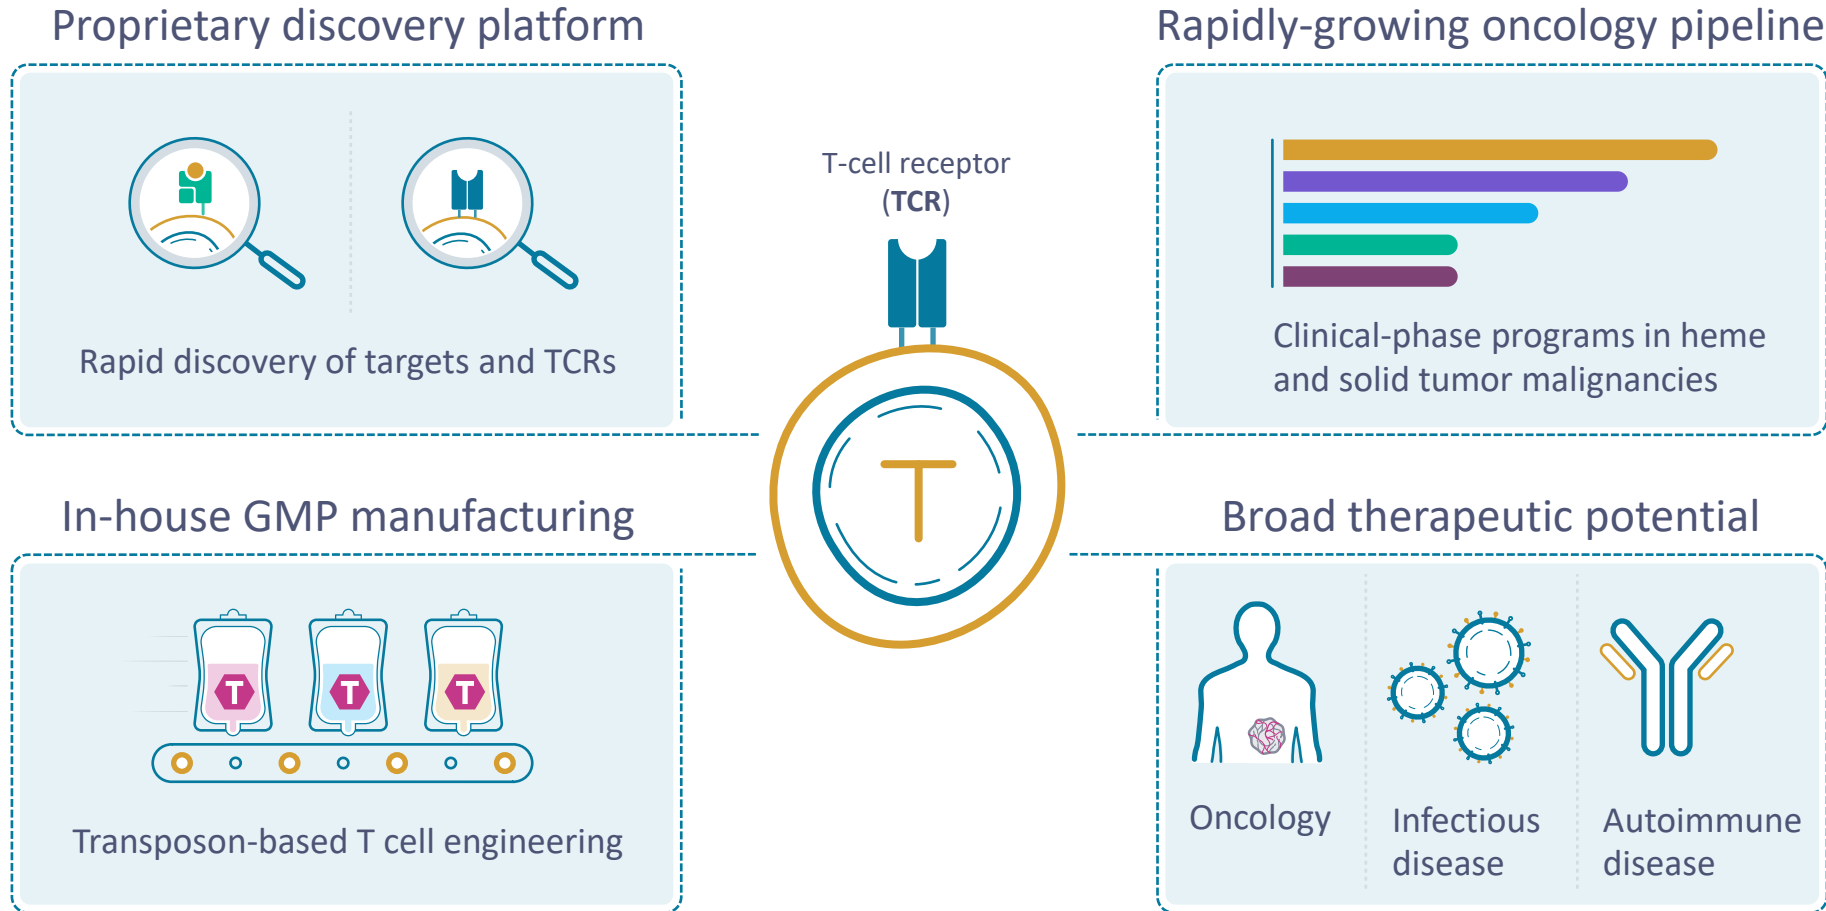 Proprietary discovery platform
Rapid discovery of targets and TCRs
T-cell receptor
(TCR)
T
Rapidly-growing oncology pipeline
Clinical-phase programs in heme
and solid tumor malignancies
In-house GMP manufacturing
T
T
T
Transposon-based T cell engineering
Broad therapeutic potential
Oncology
Infectious
disease
Autoimmune
disease